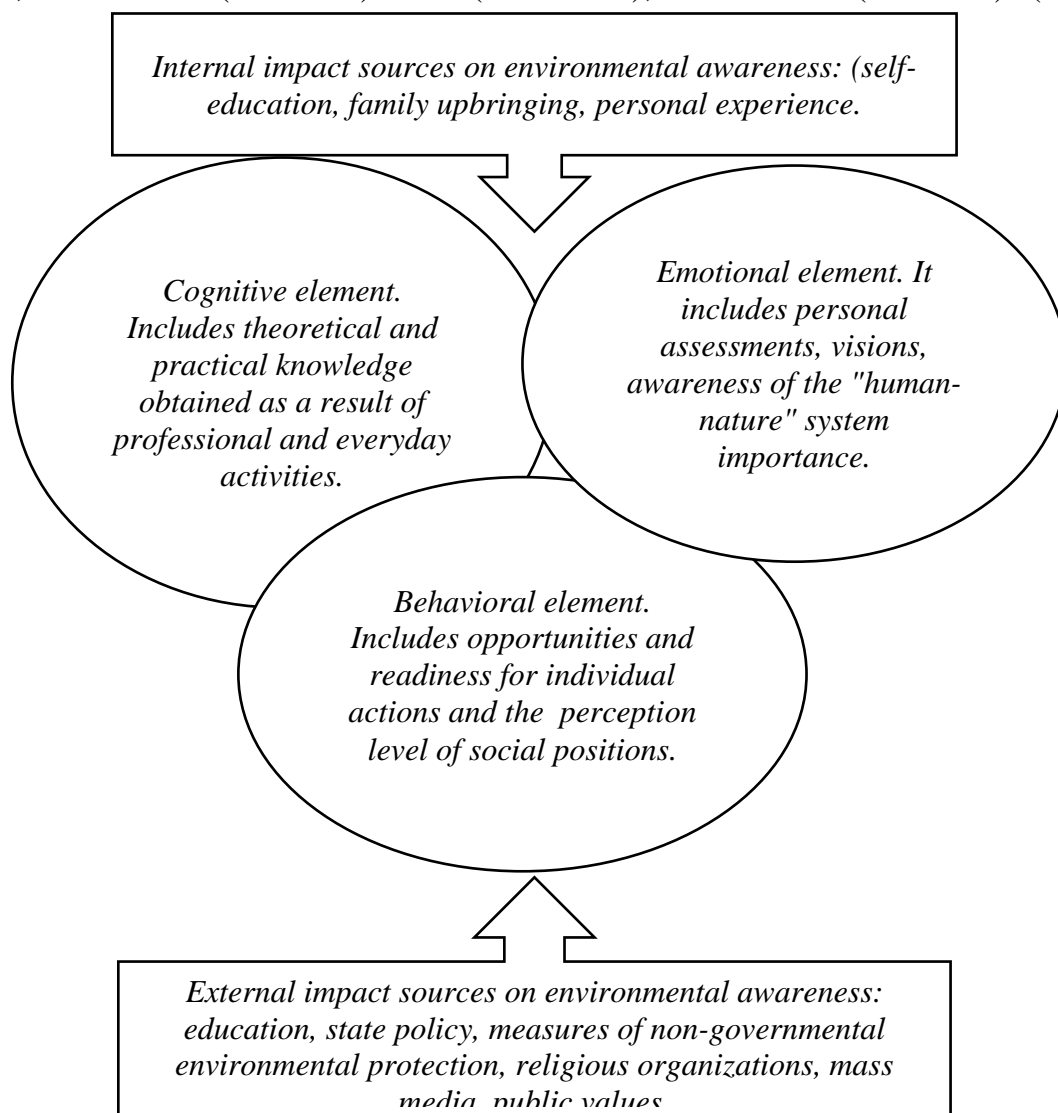 Internal impact sources on environmental awareness: (self-
education, family upbringing, personal experience.
Cognitive element.
Includes theoretical and
practical knowledge
obtained as a result of
professional and everyday
activities.
Emotional element. It
includes personal
assessments, visions,
awareness of the "human-
nature" system
importance.
Behavioral element.
Includes opportunities and
readiness for individual
actions and the perception
level of social positions.
External impact sources on environmental awareness:
education, state policy, measures of non-governmental
environmental protection, religious organizations, mass
media, public values